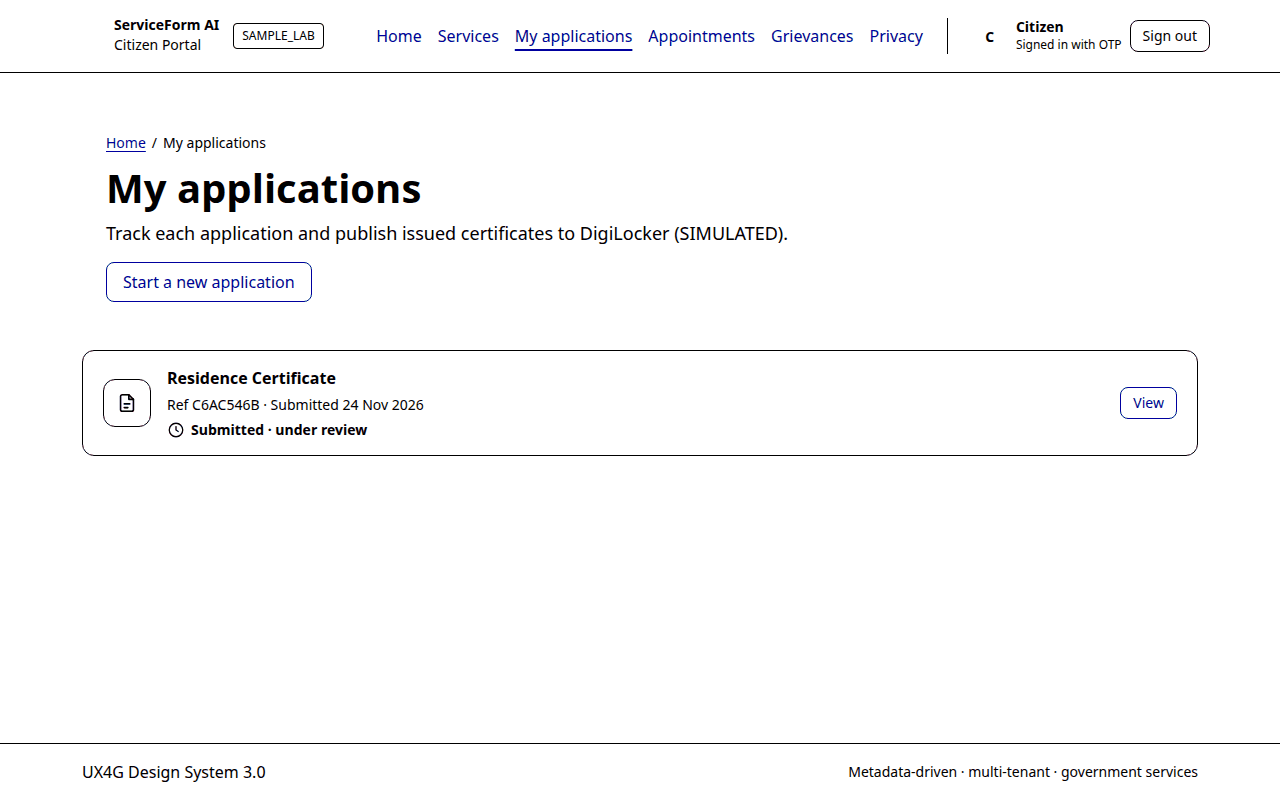 ServiceForm AI
Citizen Portal
SAMPLE_LAB
Home
Services
My applications
Appointments
Grievances
Privacy
C
Citizen
Signed in with OTP
Sign out
Home / My applications
My applications
Track each application and publish issued certificates to DigiLocker (SIMULATED).
Start a new application
Residence Certificate
Ref C6AC546B · Submitted 24 Nov 2026
Submitted · under review
View
UX4G Design System 3.0
Metadata-driven · multi-tenant · government services